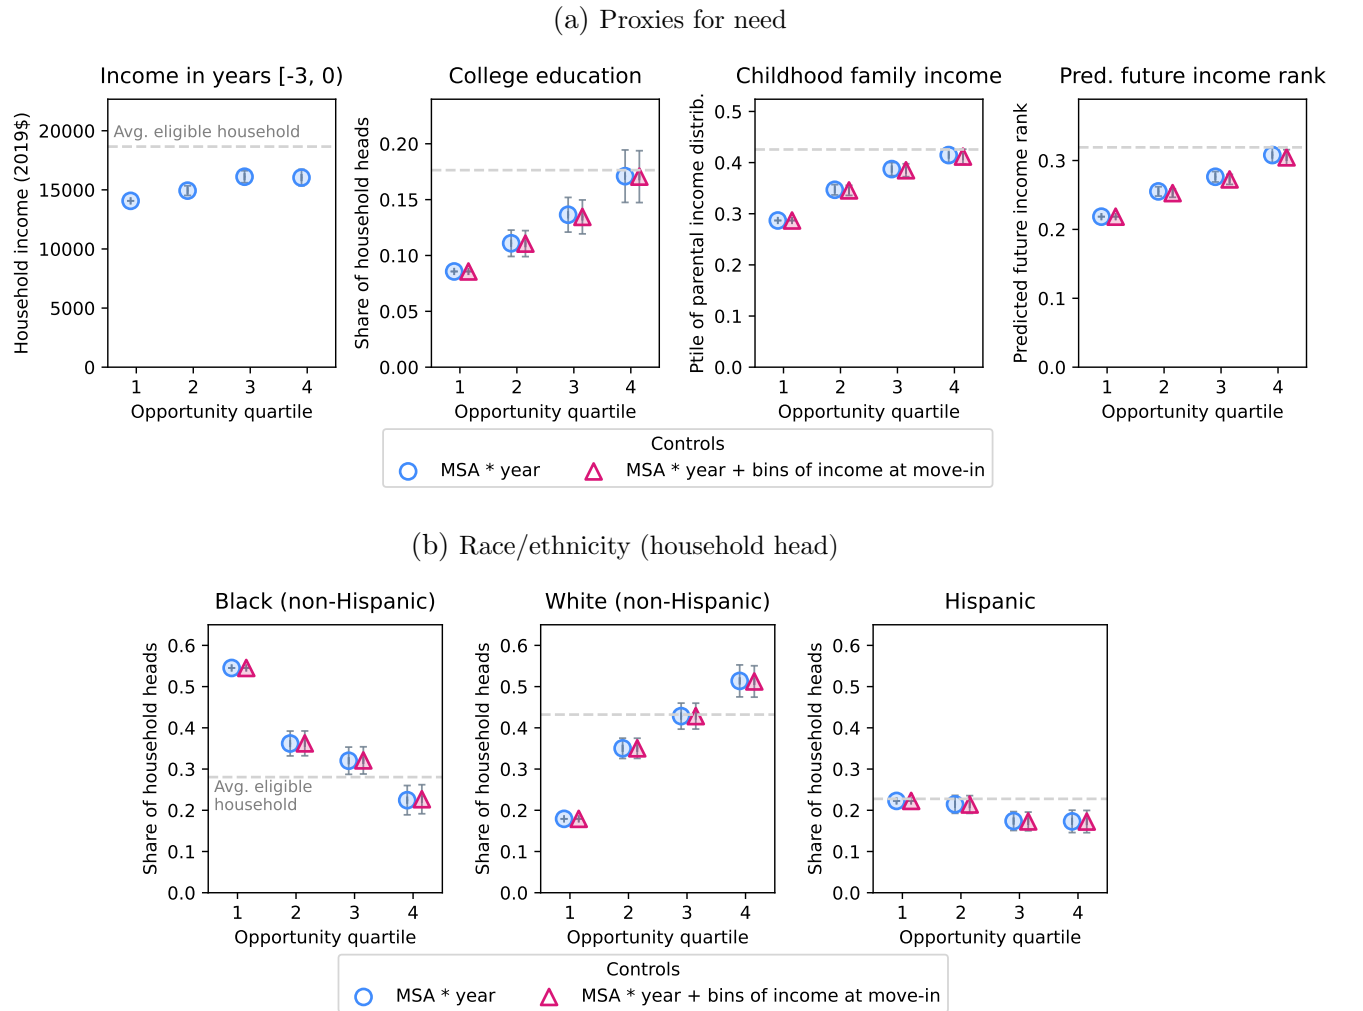 (a) Proxies for need
Income in years [-3, 0)
College education
Childhood family income
Pred. future income rank
Household income (2019$)
20000
15000
10000
5000
0
Avg. eligible household
1 2 3 4
Opportunity quartile
Share of household heads
0.20
0.15
0.10
0.05
0.00
1 2 3 4
Opportunity quartile
Ptile of parental income distrib.
0.5
0.4
0.3
0.2
0.1
0.0
1 2 3 4
Opportunity quartile
Predicted future income rank
0.3
0.2
0.1
0.0
1 2 3 4
Opportunity quartile
Controls
MSA * year
MSA * year + bins of income at move-in
(b) Race/ethnicity (household head)
Black (non-Hispanic)
White (non-Hispanic)
Hispanic
Share of household heads
0.6
0.5
0.4
0.3
0.2
0.1
0.0
Avg. eligible
household
1 2 3 4
Opportunity quartile
Share of household heads
0.6
0.5
0.4
0.3
0.2
0.1
0.0
1 2 3 4
Opportunity quartile
Share of household heads
0.6
0.5
0.4
0.3
0.2
0.1
0.0
1 2 3 4
Opportunity quartile
Controls
MSA * year
MSA * year + bins of income at move-in